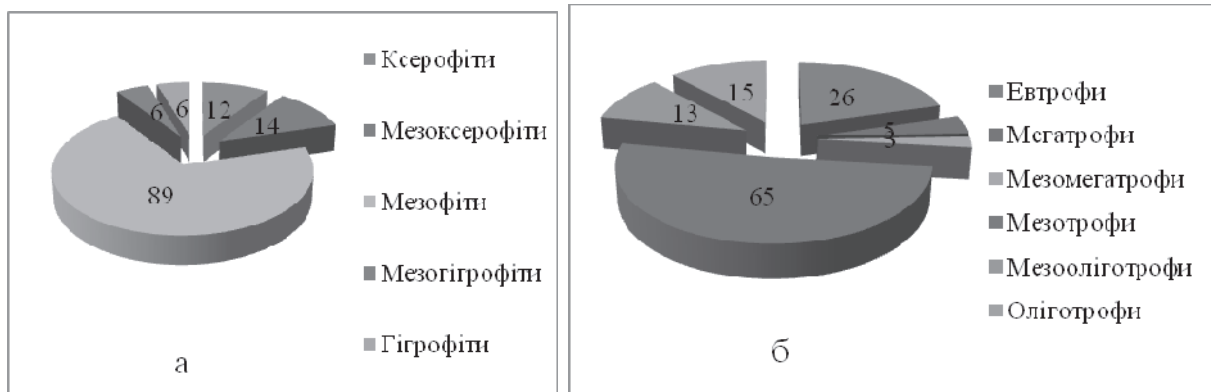 6
6
12
14
89
Ксерофіти
Мезоксерофіти
Мезофіти
Мезогігрофіти
Гігрофіти
а
15
26
13
5
3
65
Евтрофи
Мегатрофи
Мезомегатрофи
Мезотрофи
Мезооліготрофи
Оліготрофи
б